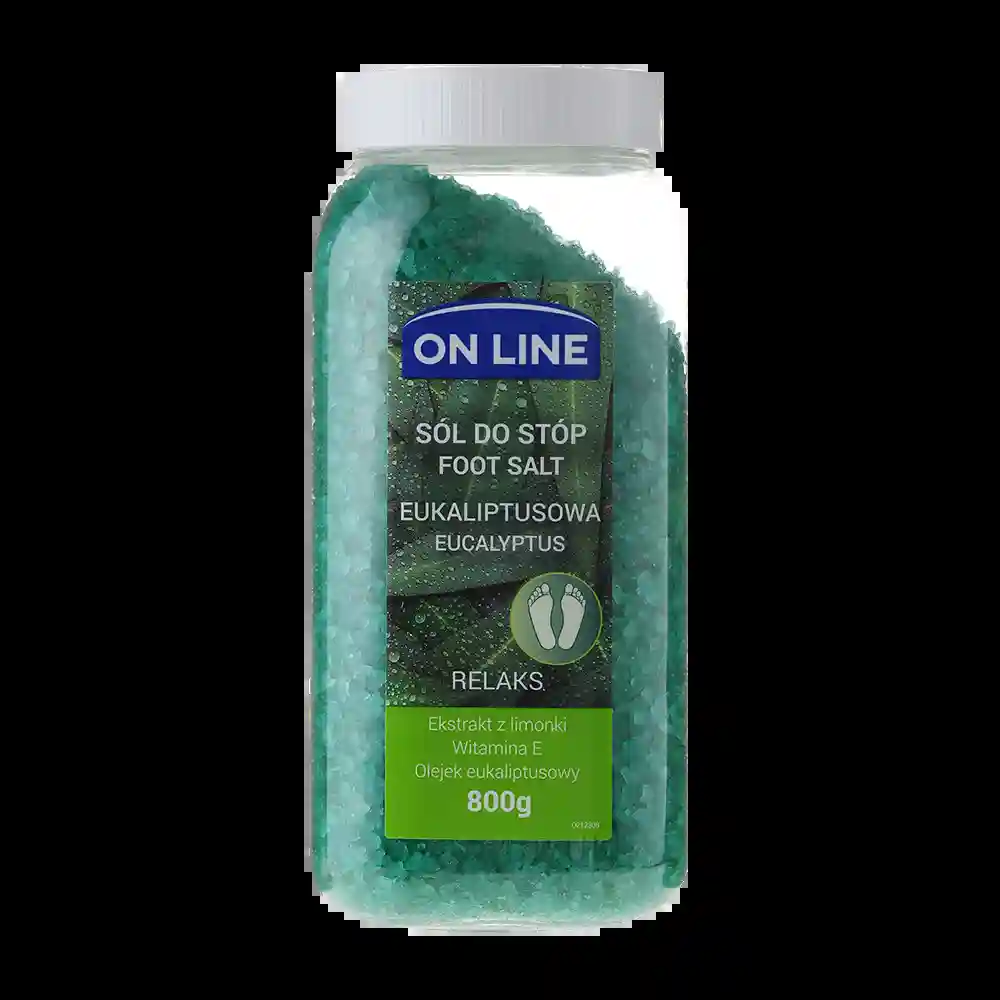 ON LINE
SÓL DO STÓP
FOOT SALT
EUKALIPTUSOWA
EUCALYPTUS
RELAKS
Ekstrakt z limonki
Witamina E
Olejek eukaliptusowy
800g